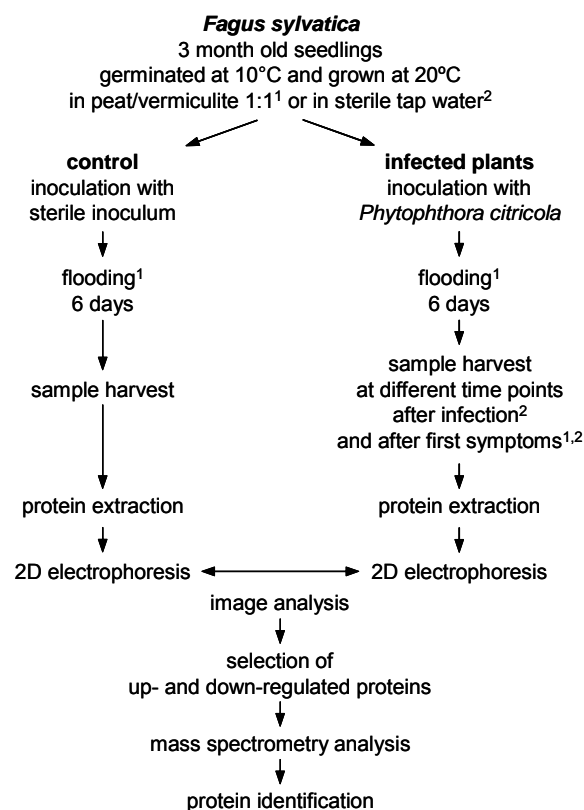 Fagus sylvatica
3 month old seedlings
germinated at 10°C and grown at 20ºC
in peat/vermiculite 1:1¹ or in sterile tap water²
control
inoculation with
sterile inoculum
flooding¹
6 days
sample harvest
protein extraction
2D electrophoresis
infected plants
inoculation with
Phytophthora citricola
flooding¹
6 days
sample harvest
at different time points
after infection²
and after first symptoms¹,²
protein extraction
2D electrophoresis
image analysis
selection of
up- and down-regulated proteins
mass spectrometry analysis
protein identification